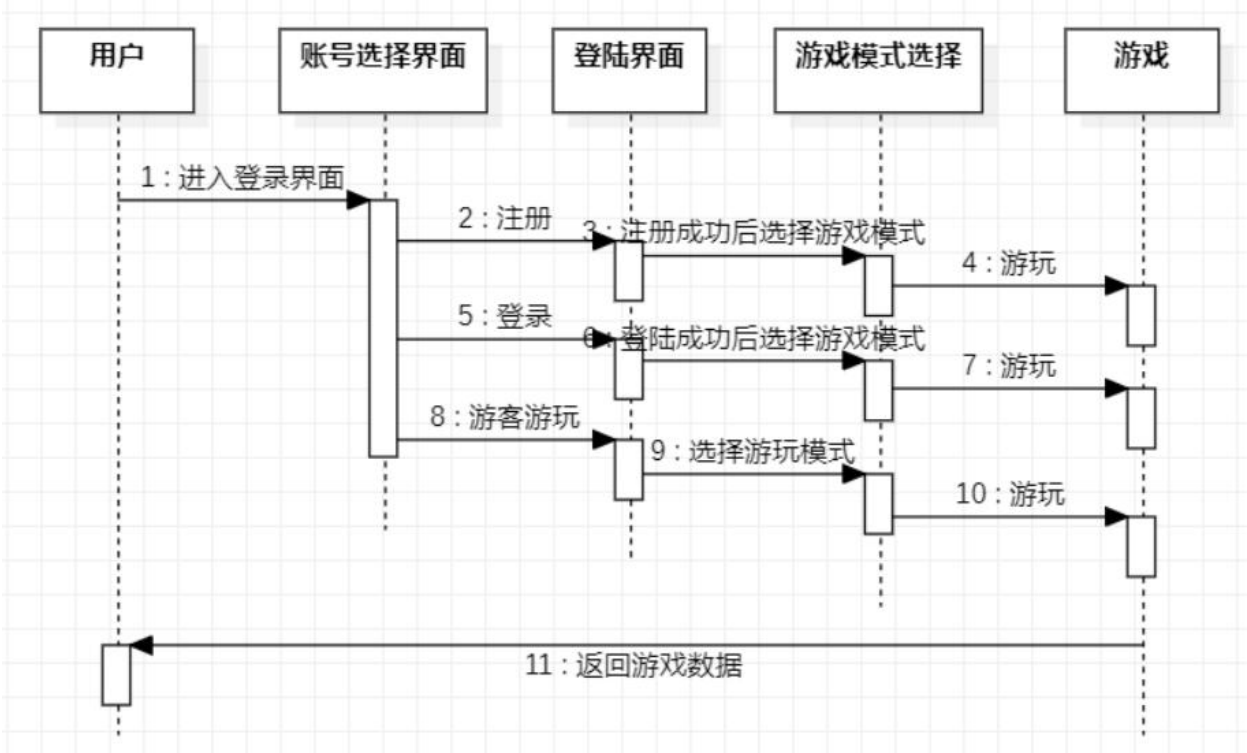 用户
账号选择界面
登陆界面
游戏模式选择
游戏
1 : 进入登录界面
2 : 注册
3 : 注册成功后选择游戏模式
4 : 游玩
5 : 登录
6 : 登陆成功后选择游戏模式
7 : 游玩
8 : 游客游玩
9 : 选择游玩模式
10 : 游玩
11 : 返回游戏数据